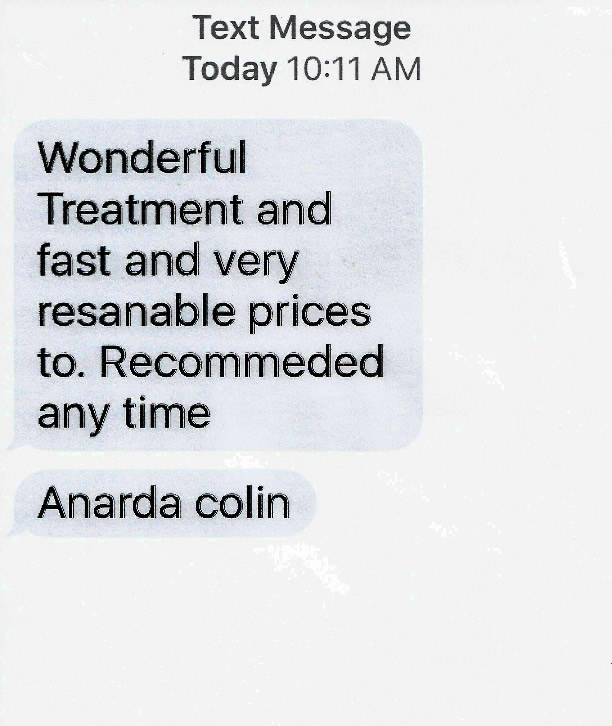 Text Message
Today 10:11 AM
Wonderful
Treatment and
fast and very
resanable prices
to. Recommeded
any time
Anarda colin